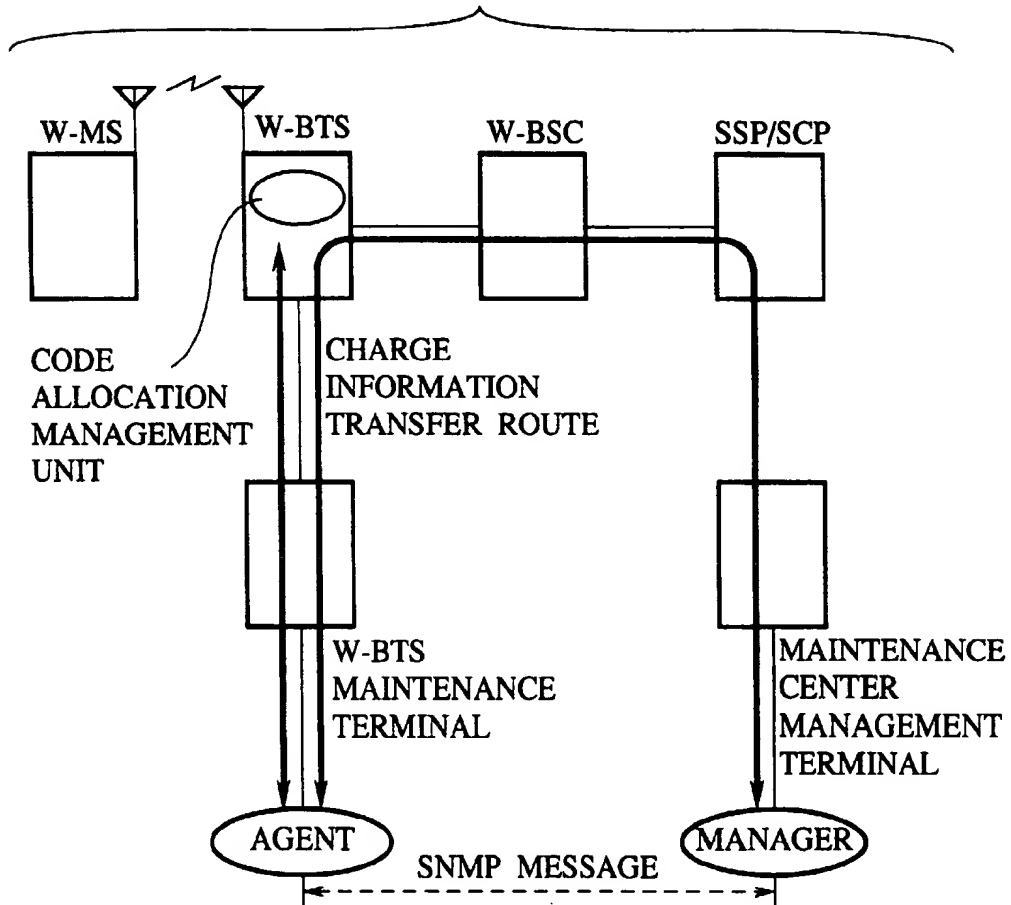 W-MS
W-BTS
W-BSC
SSP/SCP
CODE
ALLOCATION
MANAGEMENT
UNIT
CHARGE
INFORMATION
TRANSFER ROUTE
W-BTS
MAINTENANCE
TERMINAL
MAINTENANCE
CENTER
MANAGEMENT
TERMINAL
AGENT
MANAGER
SNMP MESSAGE